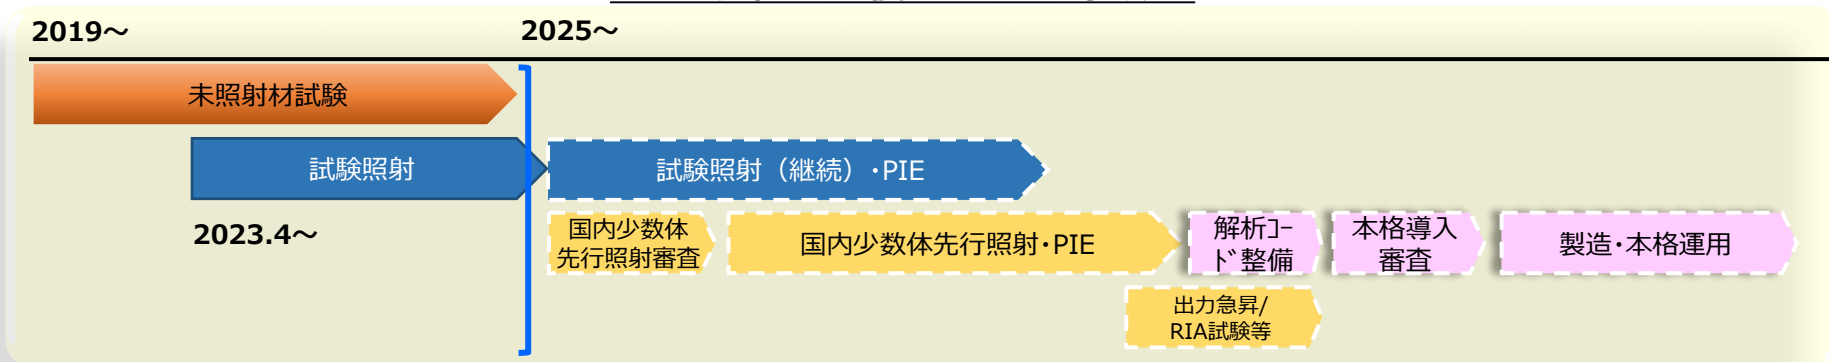 2019～
2025～
未照射材試験
試験照射
試験照射（継続）・PIE
2023.4～
国内少数体
先行照射審査
国内少数体先行照射・PIE
解析ｺｰ
ﾄﾞ整備
本格導入
審査
製造・本格運用
出力急昇/
RIA試験等